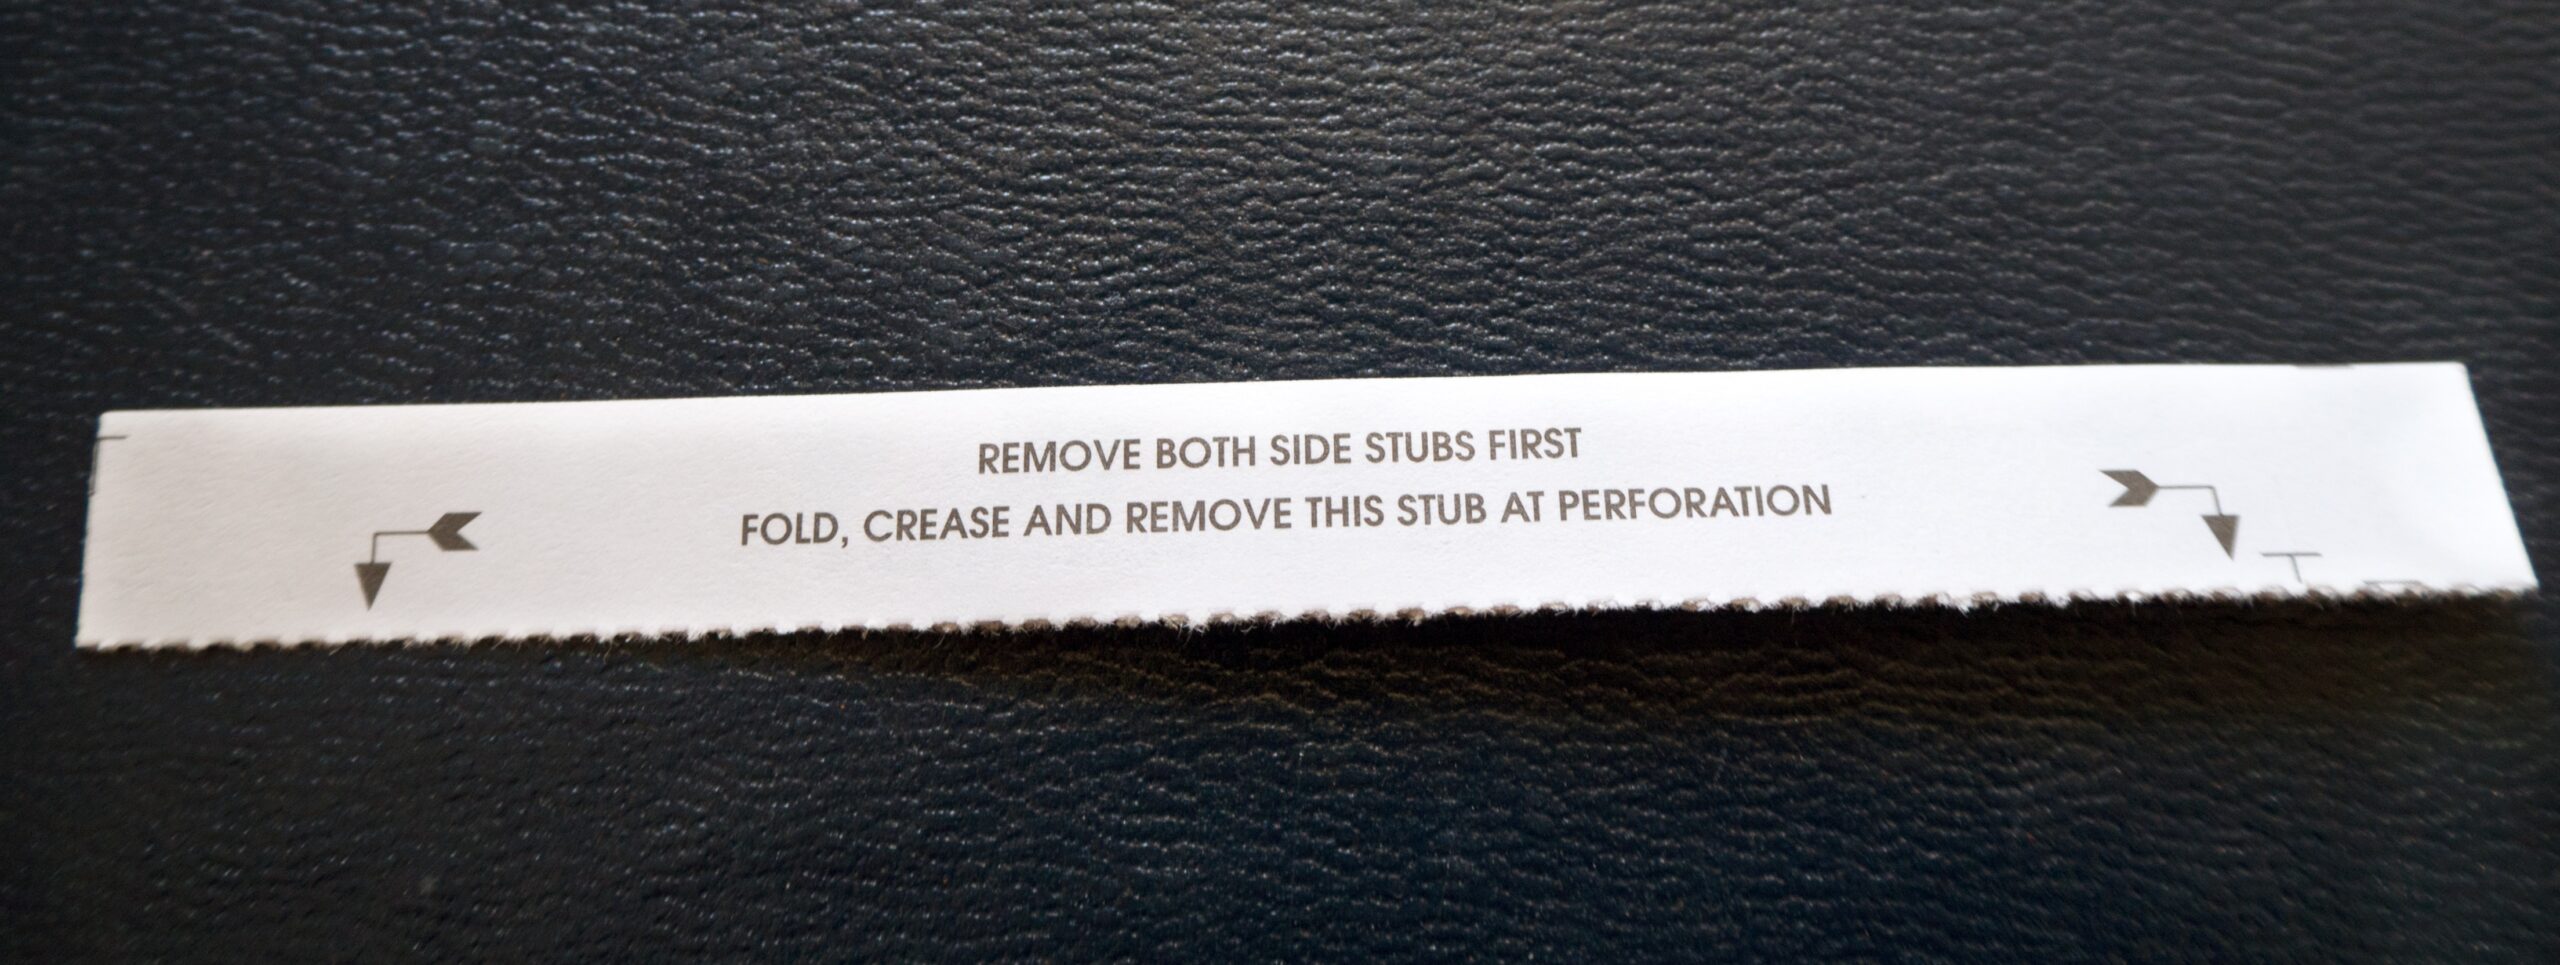 REMOVE BOTH SIDE STUBS FIRST
FOLD, CREASE AND REMOVE THIS STUB AT PERFORATION